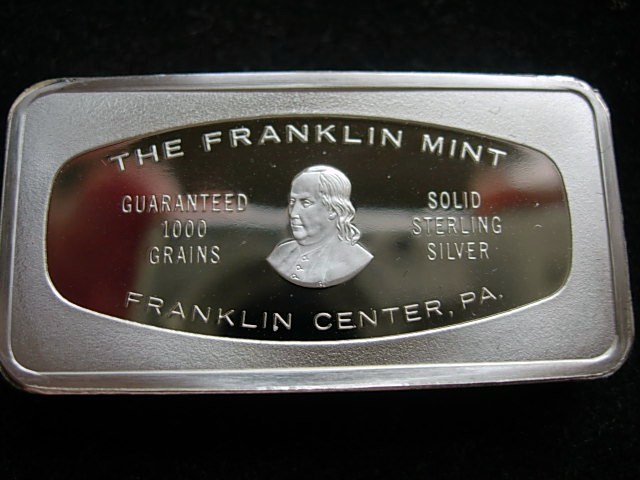 THE FRANKLIN MINT
GUARANTEED
1000
GRAINS
SOLID
STERLING
SILVER
FRANKLIN CENTER, PA.